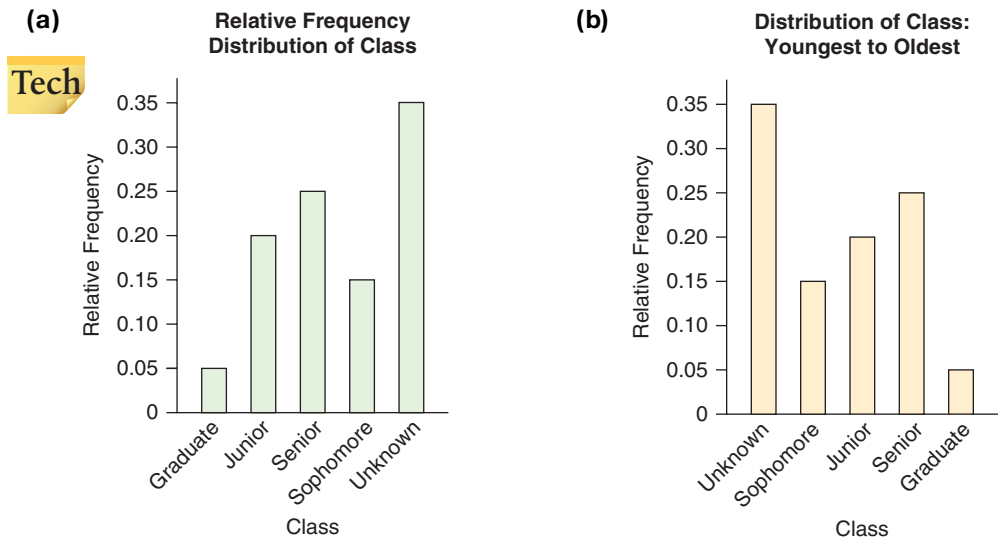 (a)
Relative Frequency
Distribution of Class
Tech
Relative Frequency
0.35
0.30
0.25
0.20
0.15
0.10
0.05
0
Graduate
Junior
Senior
Sophomore
Unknown
Class
(b)
Distribution of Class:
Youngest to Oldest
Relative Frequency
0.35
0.30
0.25
0.20
0.15
0.10
0.05
0
Unknown
Sophomore
Junior
Senior
Graduate
Class